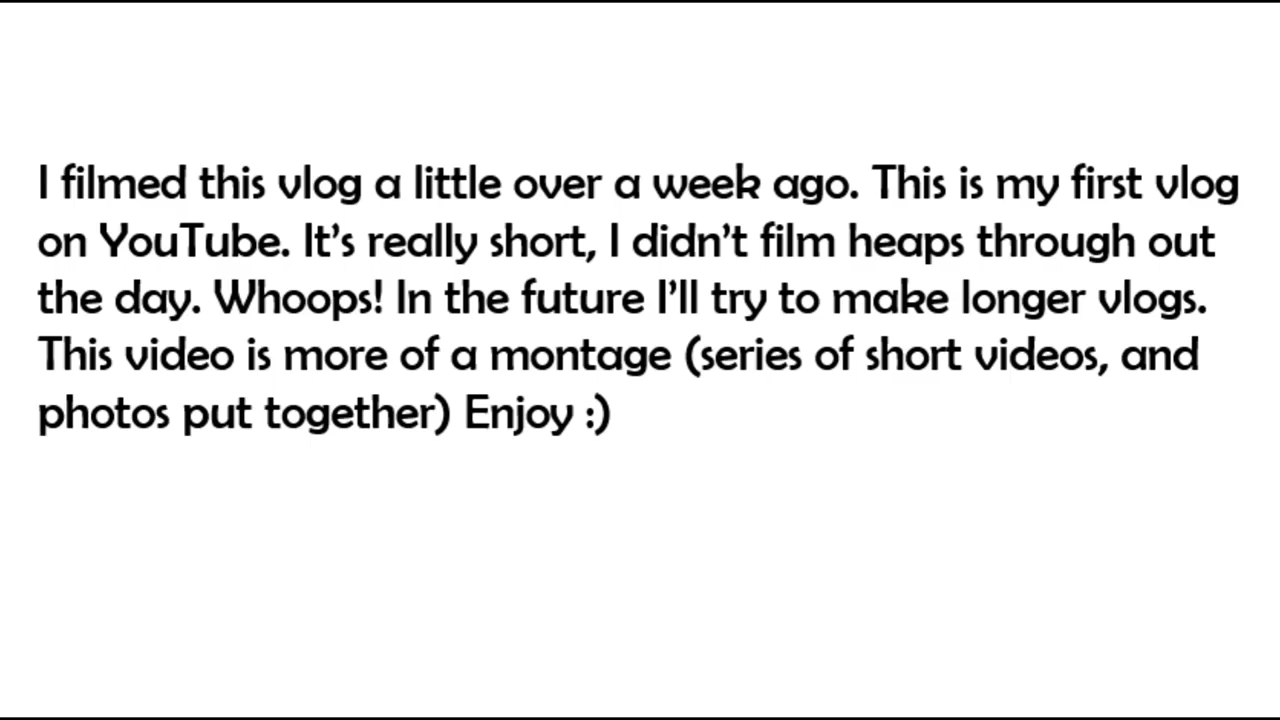 I filmed this vlog a little over a week ago. This is my first vlog
on YouTube. It’s really short, I didn’t film heaps through out
the day. Whoops! In the future I’ll try to make longer vlogs.
This video is more of a montage (series of short videos, and
photos put together) Enjoy :)